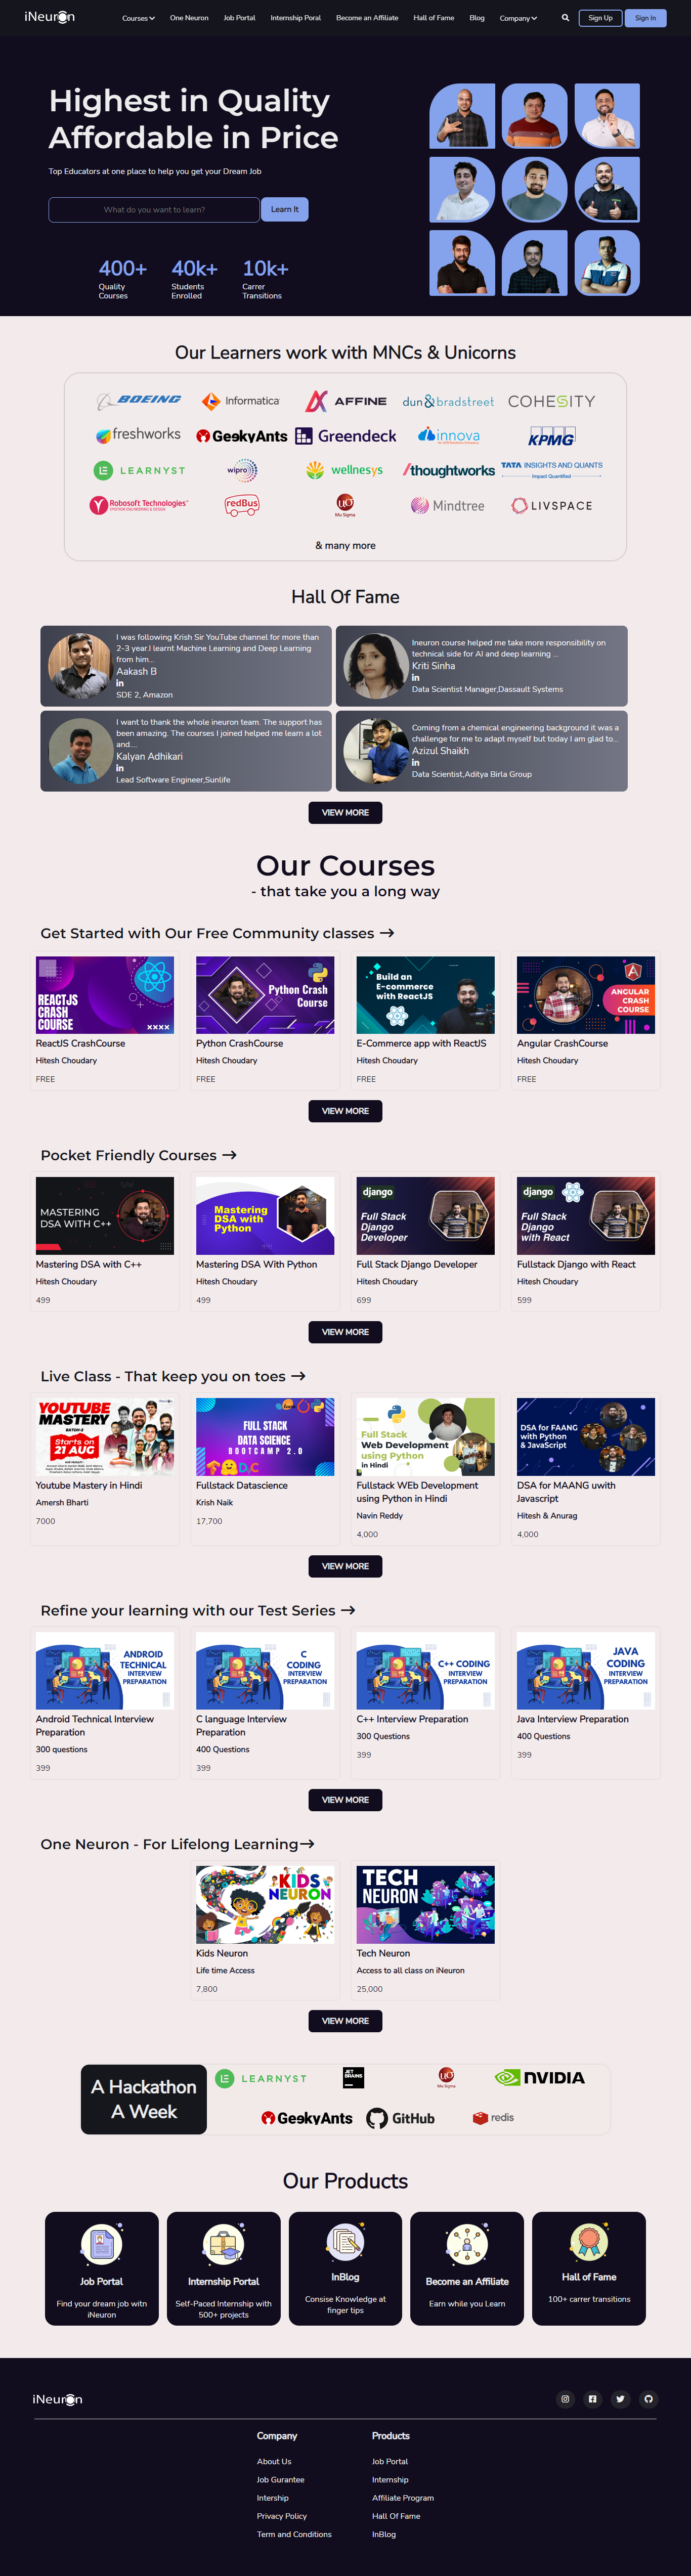 iNeuron
Courses
One Neuron
Job Portal
Internship Poral
Become an Affiliate
Hall of Fame
Blog
Company
Sign Up
Sign In
Highest in Quality
Affordable in Price
Top Educators at one place to help you get your Dream Job
What do you want to learn?
Learn It
400+
Quality
Courses
40k+
Students
Enrolled
10k+
Carrer
Transitions
Our Learners work with MNCs & Unicorns
BOEING
Informatica
AFFINE
dun & bradstreet
COHESITY
freshworks
GeekyAnts
Greendeck
innova
KPMG
LEARNYST
wipro
wellnesys
/thoughtworks
TATA INSIGHTS AND QUANTS
Impact Quantified
Robosoft Technologies
redBus
Mu Sigma
Mindtree
LIVSPACE
& many more
Hall Of Fame
I was following Krish Sir YouTube channel for more than
2-3 year.I learnt Machine Learning and Deep Learning
from him...
Aakash B
in
SDE 2, Amazon
Ineuron course helped me take more responsibility on
technical side for AI and deep learning ...
Kriti Sinha
in
Data Scientist Manager,Dassault Systems
I want to thank the whole ineuron team. The support has
been amazing. The courses I joined helped me learn a lot
and....
Kalyan Adhikari
in
Lead Software Engineer,Sunlife
Coming from a chemical engineering background it was a
challenge for me to adapt myself but today I am glad to...
Azizul Shaikh
in
Data Scientist,Aditya Birla Group
VIEW MORE
Our Courses
- that take you a long way
Get Started with Our Free Community classes →
REACTJS
CRASH
COURSE
ReactJS CrashCourse
Hitesh Choudary
FREE
Python Crash
Course
Python CrashCourse
Hitesh Choudary
FREE
Build an
E-commerce
with ReactJS
E-Commerce app with ReactJS
Hitesh Choudary
FREE
ANGULAR
CRASH
COURSE
Angular CrashCourse
Hitesh Choudary
FREE
VIEW MORE
Pocket Friendly Courses →
MASTERING
DSA WITH C++
Mastering DSA with C++
Hitesh Choudary
499
Mastering
DSA with
Python
Mastering DSA With Python
Hitesh Choudary
499
django
Full Stack
Django
Developer
Full Stack Django Developer
Hitesh Choudary
699
django
Full Stack
Django
with React
Fullstack Django with React
Hitesh Choudary
599
VIEW MORE
Live Class - That keep you on toes →
YOUTUBE
MASTERY
BATCH-2
Starts on
21 AUG
Youtube Mastery in Hindi
Amersh Bharti
7000
FULL STACK
DATA SCIENCE
BOOTCAMP 2.0
Fullstack Datascience
Krish Naik
17,700
Full Stack
Web Development
using Python
in Hindi
Fullstack WEb Development
using Python in Hindi
Navin Reddy
4,000
DSA for FAANG
with Python
& JavaScript
DSA for MAANG uwith
Javascript
Hitesh & Anurag
4,000
VIEW MORE
Refine your learning with our Test Series →
ANDROID
TECHNICAL
INTERVIEW
PREPARATION
Android Technical Interview
Preparation
300 questions
399
C
CODING
INTERVIEW
PREPARATION
C language Interview
Preparation
400 Questions
399
C++ CODING
INTERVIEW
PREPARATION
C++ Interview Preparation
300 Questions
399
JAVA
CODING
INTERVIEW
PREPARATION
Java Interview Preparation
400 Questions
399
VIEW MORE
One Neuron - For Lifelong Learning→
KIDS
NEURON
Kids Neuron
Life time Access
7,800
TECH
NEURON
Tech Neuron
Access to all class on iNeuron
25,000
VIEW MORE
A Hackathon
A Week
LEARNYST
JET
BRAINS
Mu Sigma
NVIDIA
GeekyAnts
GitHub
redis
Our Products
Job Portal
Find your dream job witn
iNeuron
Internship Portal
Self-Paced Internship with
500+ projects
InBlog
Consise Knowledge at
finger tips
Become an Affiliate
Earn while you Learn
Hall of Fame
100+ carrer transitions
iNeuron
Company
About Us
Job Gurantee
Intership
Privacy Policy
Term and Conditions
Products
Job Portal
Internship
Affiliate Program
Hall Of Fame
InBlog